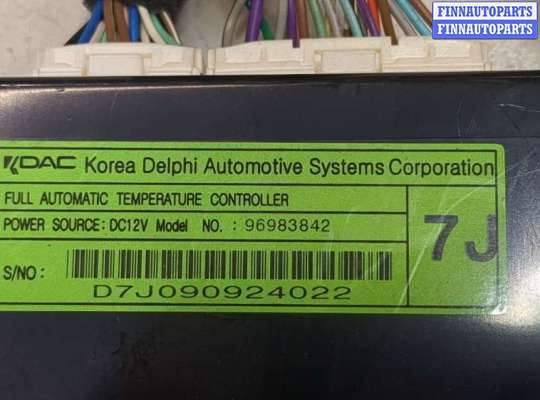 FINNAUTOPARTS
FINNAUTOPARTS
FINNAUTOPARTS
KDAC Korea Delphi Automotive Systems Corporation
FULL AUTOMATIC TEMPERATURE CONTROLLER
POWER SOURCE: DC12V Model NO. : 96983842
7J
S/NO :
D7J090924022